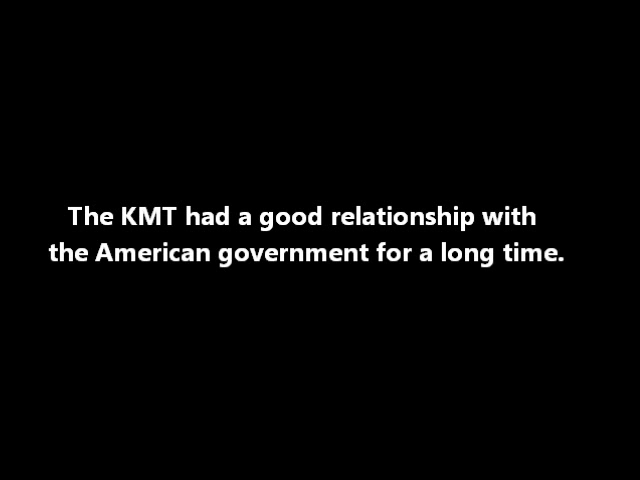 The KMT had a good relationship with
the American government for a long time.